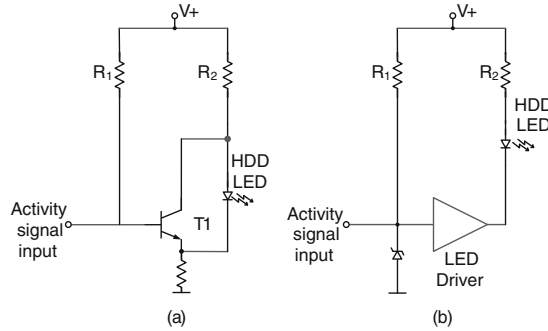 V+
R1
R2
HDD
LED
Activity
signal
input
T1
(a)
V+
R1
R2
HDD
LED
Activity
signal
input
LED
Driver
(b)